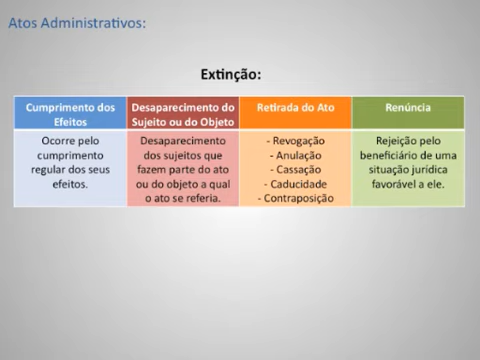 Atos Administrativos:
Extinção:
Cumprimento dos
Efeitos
Desaparecimento do
Sujeito ou do Objeto
Retirada do Ato
Renúncia
Ocorre pelo
cumprimento
regular dos seus
efeitos.
Desaparecimento
dos sujeitos que
fazem parte do ato
ou do objeto a qual
o ato se referia.
- Revogação
- Anulação
- Cassação
- Caducidade
- Contraposição
Rejeição pelo
beneficiário de uma
situação jurídica
favorável a ele.